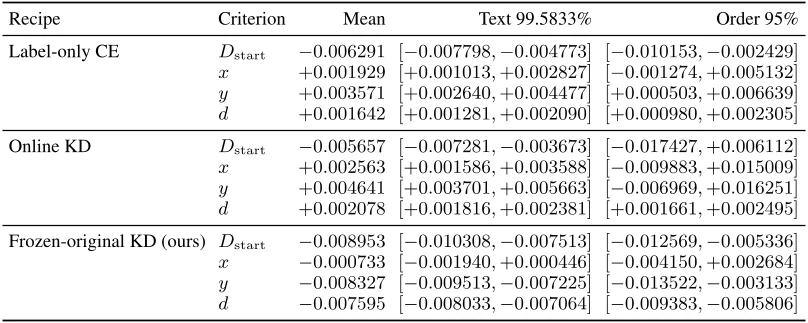 Recipe Criterion Mean Text 99.5833% Order 95%
Label-only CE D_start −0.006291 [−0.007798, −0.004773] [−0.010153, −0.002429]
x +0.001929 [+0.001013, +0.002827] [−0.001274, +0.005132]
y +0.003571 [+0.002640, +0.004477] [+0.000503, +0.006639]
d +0.001642 [+0.001281, +0.002090] [+0.000980, +0.002305]
Online KD D_start −0.005657 [−0.007281, −0.003673] [−0.017427, +0.006112]
x +0.002563 [+0.001586, +0.003588] [−0.009883, +0.015009]
y +0.004641 [+0.003701, +0.005663] [−0.006969, +0.016251]
d +0.002078 [+0.001816, +0.002381] [+0.001661, +0.002495]
Frozen-original KD (ours) D_start −0.008953 [−0.010308, −0.007513] [−0.012569, −0.005336]
x −0.000733 [−0.001940, +0.000446] [−0.004150, +0.002684]
y −0.008327 [−0.009513, −0.007225] [−0.013522, −0.003133]
d −0.007595 [−0.008033, −0.007064] [−0.009383, −0.005806]